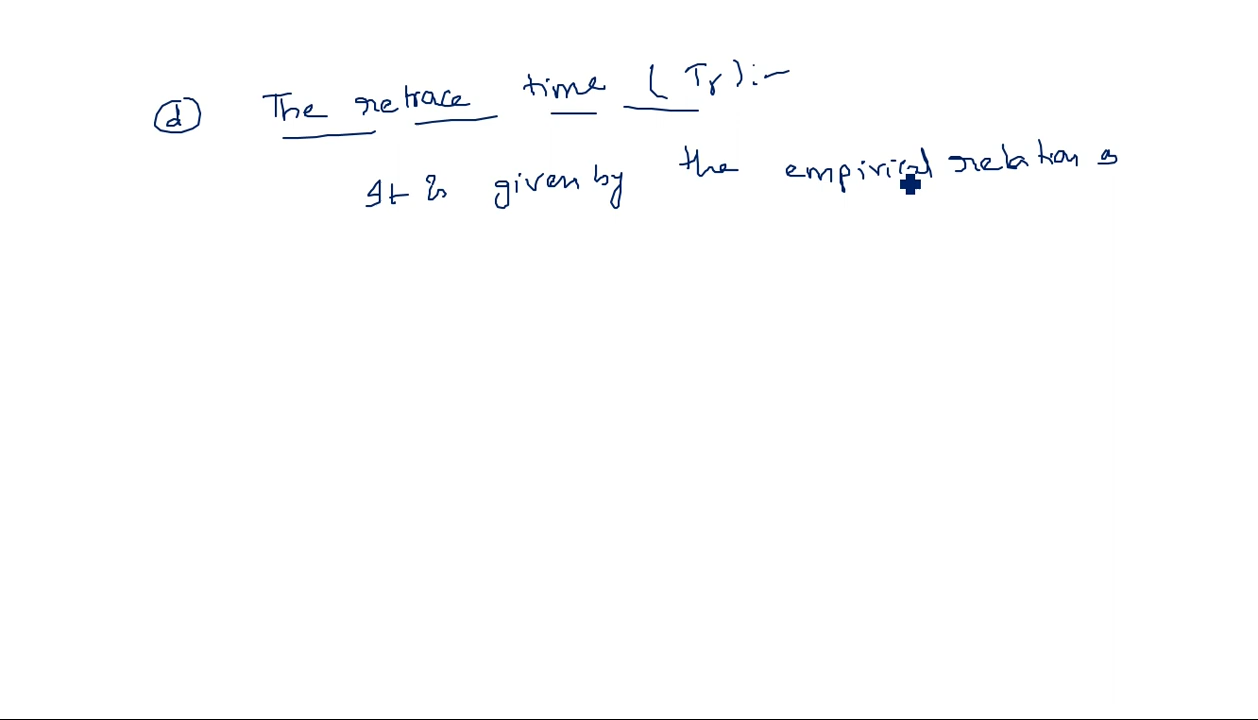 (d) The retrace time (Tr):-
It is given by the empirical relation as